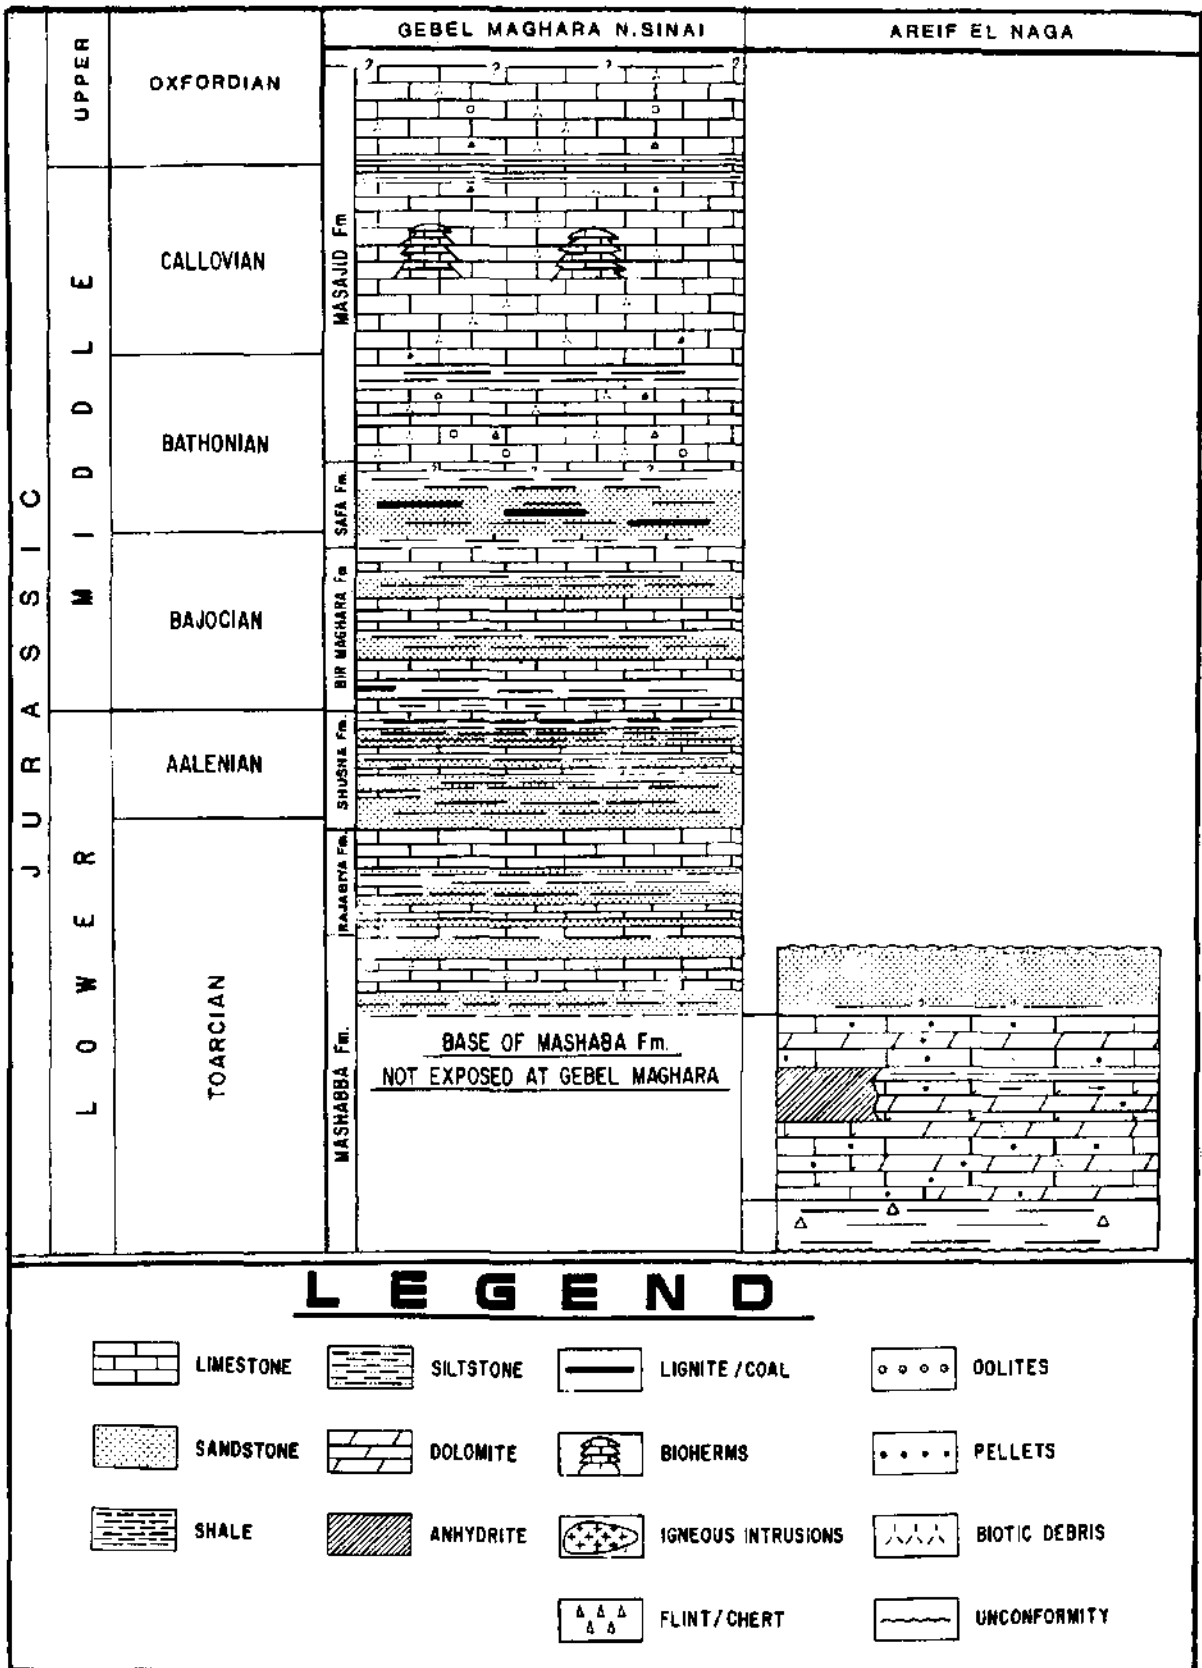 GEBEL MAGHARA N.SINAI
AREIF EL NAGA
JURASSIC
UPPER
MIDDLE
LOWER
OXFORDIAN
CALLOVIAN
BATHONIAN
BAJOCIAN
AALENIAN
TOARCIAN
MASAJID Fm
SAFA Fm.
BIR MAGHARA Fm
SHUSHA Fm.
RAJABIYA Fm.
MASHABBA Fm.
? ? ? ?
? ? ?
BASE OF MASHABA Fm.
NOT EXPOSED AT GEBEL MAGHARA
LEGEND
LIMESTONE
SILTSTONE
LIGNITE / COAL
OOLITES
SANDSTONE
DOLOMITE
BIOHERMS
PELLETS
SHALE
ANHYDRITE
IGNEOUS INTRUSIONS
BIOTIC DEBRIS
FLINT/CHERT
UNCONFORMITY